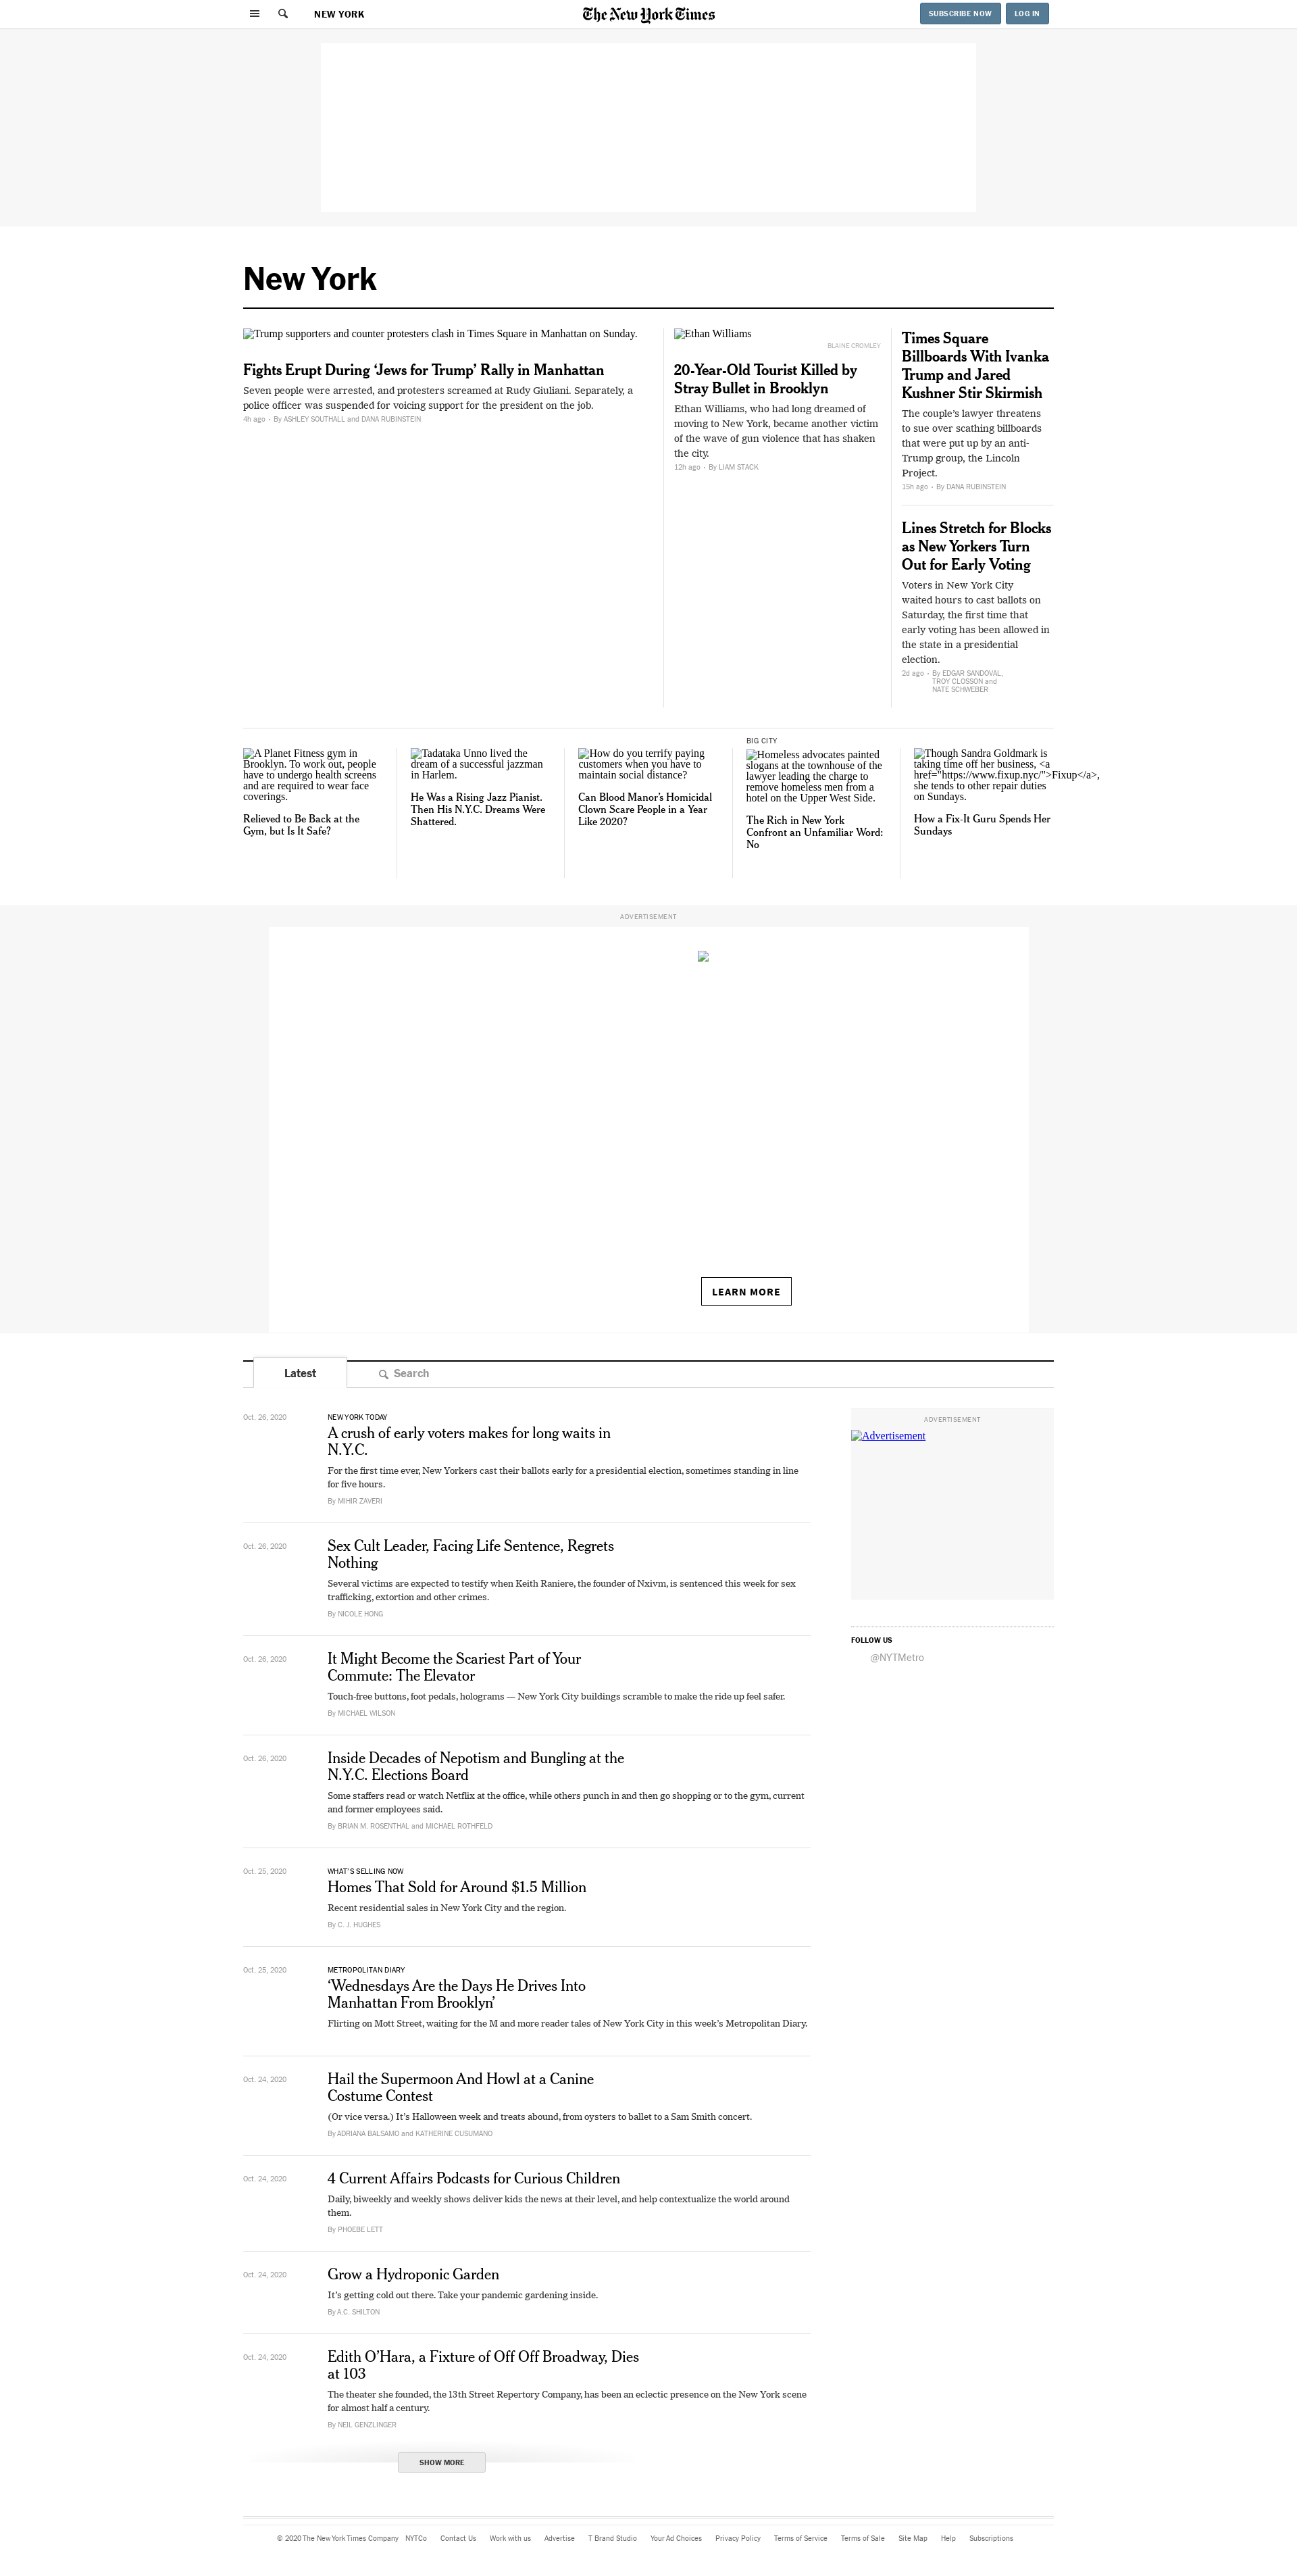 NEW YORK
The New York Times
SUBSCRIBE NOW
LOG IN
New York
Trump supporters and counter protesters clash in Times Square in Manhattan on Sunday.
Fights Erupt During ‘Jews for Trump’ Rally in Manhattan
Seven people were arrested, and protesters screamed at Rudy Giuliani. Separately, a
police officer was suspended for voicing support for the president on the job.
4h ago · By ASHLEY SOUTHALL and DANA RUBINSTEIN
Ethan Williams
BLAINE CROMLEY
20-Year-Old Tourist Killed by
Stray Bullet in Brooklyn
Ethan Williams, who had long dreamed of
moving to New York, became another victim
of the wave of gun violence that has shaken
the city.
12h ago · By LIAM STACK
Times Square
Billboards With Ivanka
Trump and Jared
Kushner Stir Skirmish
The couple’s lawyer threatens
to sue over scathing billboards
that were put up by an anti-
Trump group, the Lincoln
Project.
15h ago · By DANA RUBINSTEIN
Lines Stretch for Blocks
as New Yorkers Turn
Out for Early Voting
Voters in New York City
waited hours to cast ballots on
Saturday, the first time that
early voting has been allowed in
the state in a presidential
election.
2d ago · By EDGAR SANDOVAL,
TROY CLOSSON and
NATE SCHWEBER
A Planet Fitness gym in
Brooklyn. To work out, people
have to undergo health screens
and are required to wear face
coverings.
Relieved to Be Back at the
Gym, but Is It Safe?
Tadataka Unno lived the
dream of a successful jazzman
in Harlem.
He Was a Rising Jazz Pianist.
Then His N.Y.C. Dreams Were
Shattered.
How do you terrify paying
customers when you have to
maintain social distance?
Can Blood Manor’s Homicidal
Clown Scare People in a Year
Like 2020?
BIG CITY
Homeless advocates painted
slogans at the townhouse of the
lawyer leading the charge to
remove homeless men from a
hotel on the Upper West Side.
The Rich in New York
Confront an Unfamiliar Word:
No
Though Sandra Goldmark is
taking time off her business, <a
href="https://www.fixup.nyc/">Fixup</a>,
she tends to other repair duties
on Sundays.
How a Fix-It Guru Spends Her
Sundays
ADVERTISEMENT
LEARN MORE
Latest
Search
Oct. 26, 2020
NEW YORK TODAY
A crush of early voters makes for long waits in
N.Y.C.
For the first time ever, New Yorkers cast their ballots early for a presidential election, sometimes standing in line
for five hours.
By MIHIR ZAVERI
Oct. 26, 2020
Sex Cult Leader, Facing Life Sentence, Regrets
Nothing
Several victims are expected to testify when Keith Raniere, the founder of Nxivm, is sentenced this week for sex
trafficking, extortion and other crimes.
By NICOLE HONG
Oct. 26, 2020
It Might Become the Scariest Part of Your
Commute: The Elevator
Touch-free buttons, foot pedals, holograms — New York City buildings scramble to make the ride up feel safer.
By MICHAEL WILSON
Oct. 26, 2020
Inside Decades of Nepotism and Bungling at the
N.Y.C. Elections Board
Some staffers read or watch Netflix at the office, while others punch in and then go shopping or to the gym, current
and former employees said.
By BRIAN M. ROSENTHAL and MICHAEL ROTHFELD
Oct. 25, 2020
WHAT’S SELLING NOW
Homes That Sold for Around $1.5 Million
Recent residential sales in New York City and the region.
By C. J. HUGHES
Oct. 25, 2020
METROPOLITAN DIARY
‘Wednesdays Are the Days He Drives Into
Manhattan From Brooklyn’
Flirting on Mott Street, waiting for the M and more reader tales of New York City in this week’s Metropolitan Diary.
Oct. 24, 2020
Hail the Supermoon And Howl at a Canine
Costume Contest
(Or vice versa.) It’s Halloween week and treats abound, from oysters to ballet to a Sam Smith concert.
By ADRIANA BALSAMO and KATHERINE CUSUMANO
Oct. 24, 2020
4 Current Affairs Podcasts for Curious Children
Daily, biweekly and weekly shows deliver kids the news at their level, and help contextualize the world around
them.
By PHOEBE LETT
Oct. 24, 2020
Grow a Hydroponic Garden
It’s getting cold out there. Take your pandemic gardening inside.
By A.C. SHILTON
Oct. 24, 2020
Edith O’Hara, a Fixture of Off Off Broadway, Dies
at 103
The theater she founded, the 13th Street Repertory Company, has been an eclectic presence on the New York scene
for almost half a century.
By NEIL GENZLINGER
SHOW MORE
ADVERTISEMENT
Advertisement
FOLLOW US
@NYTMetro
© 2020 The New York Times Company NYTCo Contact Us Work with us Advertise T Brand Studio Your Ad Choices Privacy Policy Terms of Service Terms of Sale Site Map Help Subscriptions